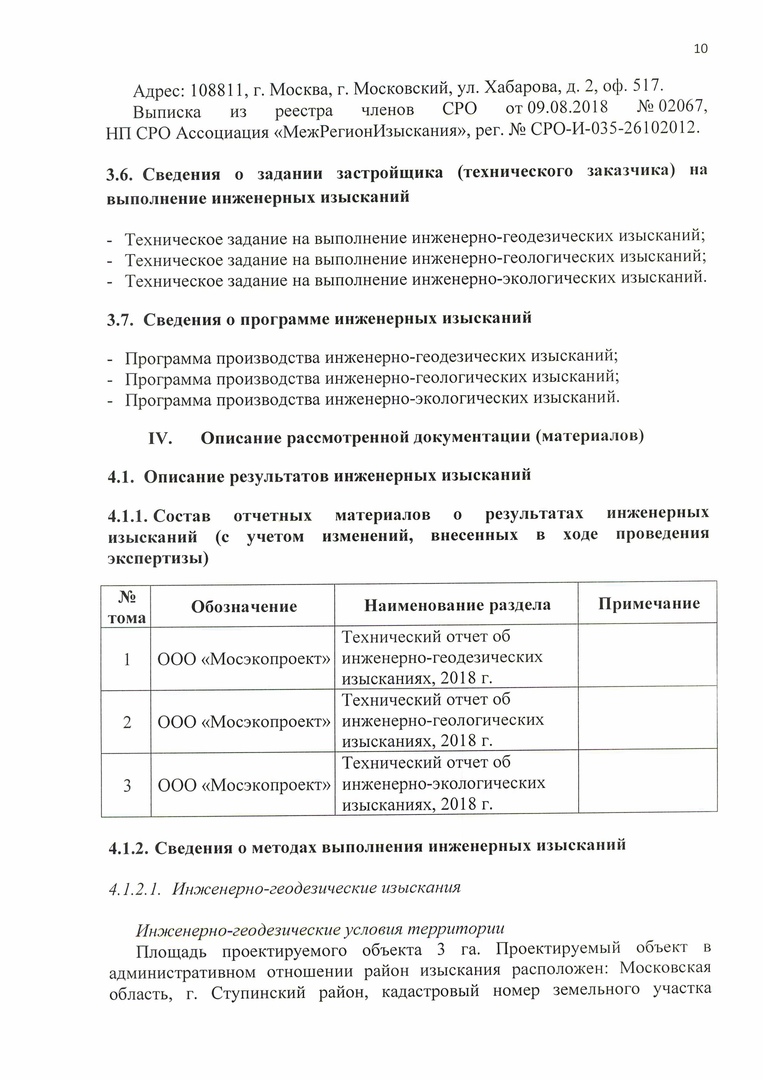 10
Адрес: 108811, г. Москва, г. Московский, ул. Хабарова, д. 2, оф. 517.
Выписка из реестра членов СРО от 09.08.2018 № 02067,
НП СРО Ассоциация «МежРегионИзыскания», рег. № СРО-И-035-26102012.
3.6. Сведения о задании застройщика (технического заказчика) на
выполнение инженерных изысканий
- Техническое задание на выполнение инженерно-геодезических изысканий;
- Техническое задание на выполнение инженерно-геологических изысканий;
- Техническое задание на выполнение инженерно-экологических изысканий.
3.7. Сведения о программе инженерных изысканий
- Программа производства инженерно-геодезических изысканий;
- Программа производства инженерно-геологических изысканий;
- Программа производства инженерно-экологических изысканий.
IV. Описание рассмотренной документации (материалов)
4.1. Описание результатов инженерных изысканий
4.1.1. Состав отчетных материалов о результатах инженерных
изысканий (с учетом изменений, внесенных в ходе проведения
экспертизы)
№
тома
Обозначение
Наименование раздела
Примечание
1
ООО «Мосэкопроект»
Технический отчет об
инженерно-геодезических
изысканиях, 2018 г.
2
ООО «Мосэкопроект»
Технический отчет об
инженерно-геологических
изысканиях, 2018 г.
3
ООО «Мосэкопроект»
Технический отчет об
инженерно-экологических
изысканиях, 2018 г.
4.1.2. Сведения о методах выполнения инженерных изысканий
4.1.2.1. Инженерно-геодезические изыскания
Инженерно-геодезические условия территории
Площадь проектируемого объекта 3 га. Проектируемый объект в
административном отношении район изыскания расположен: Московская
область, г. Ступинский район, кадастровый номер земельного участка